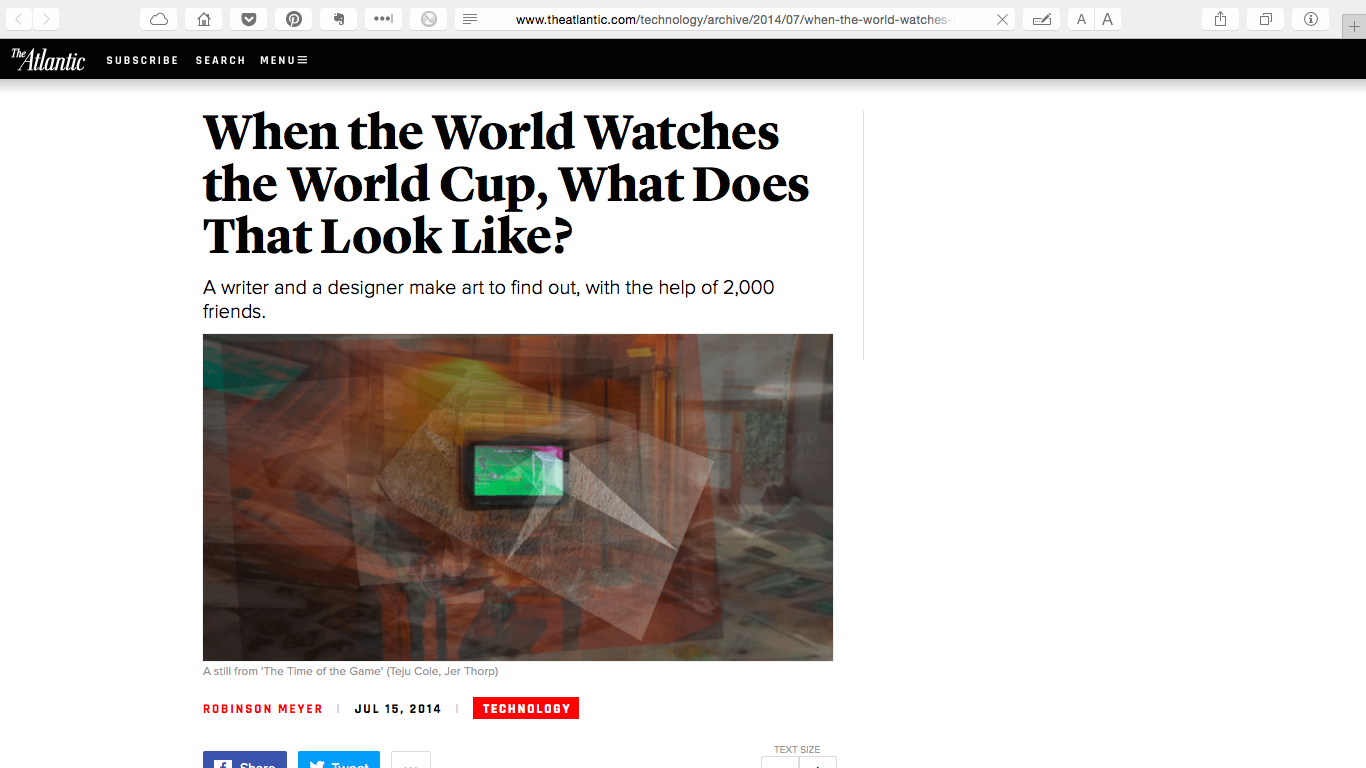 www.theatlantic.com/technology/archive/2014/07/when-the-world-watches-
A A
The Atlantic SUBSCRIBE SEARCH MENU
When the World Watches
the World Cup, What Does
That Look Like?
A writer and a designer make art to find out, with the help of 2,000
friends.
A still from 'The Time of the Game' (Teju Cole, Jer Thorp)
ROBINSON MEYER | JUL 15, 2014 | TECHNOLOGY
TEXT SIZE
Share Tweet ...